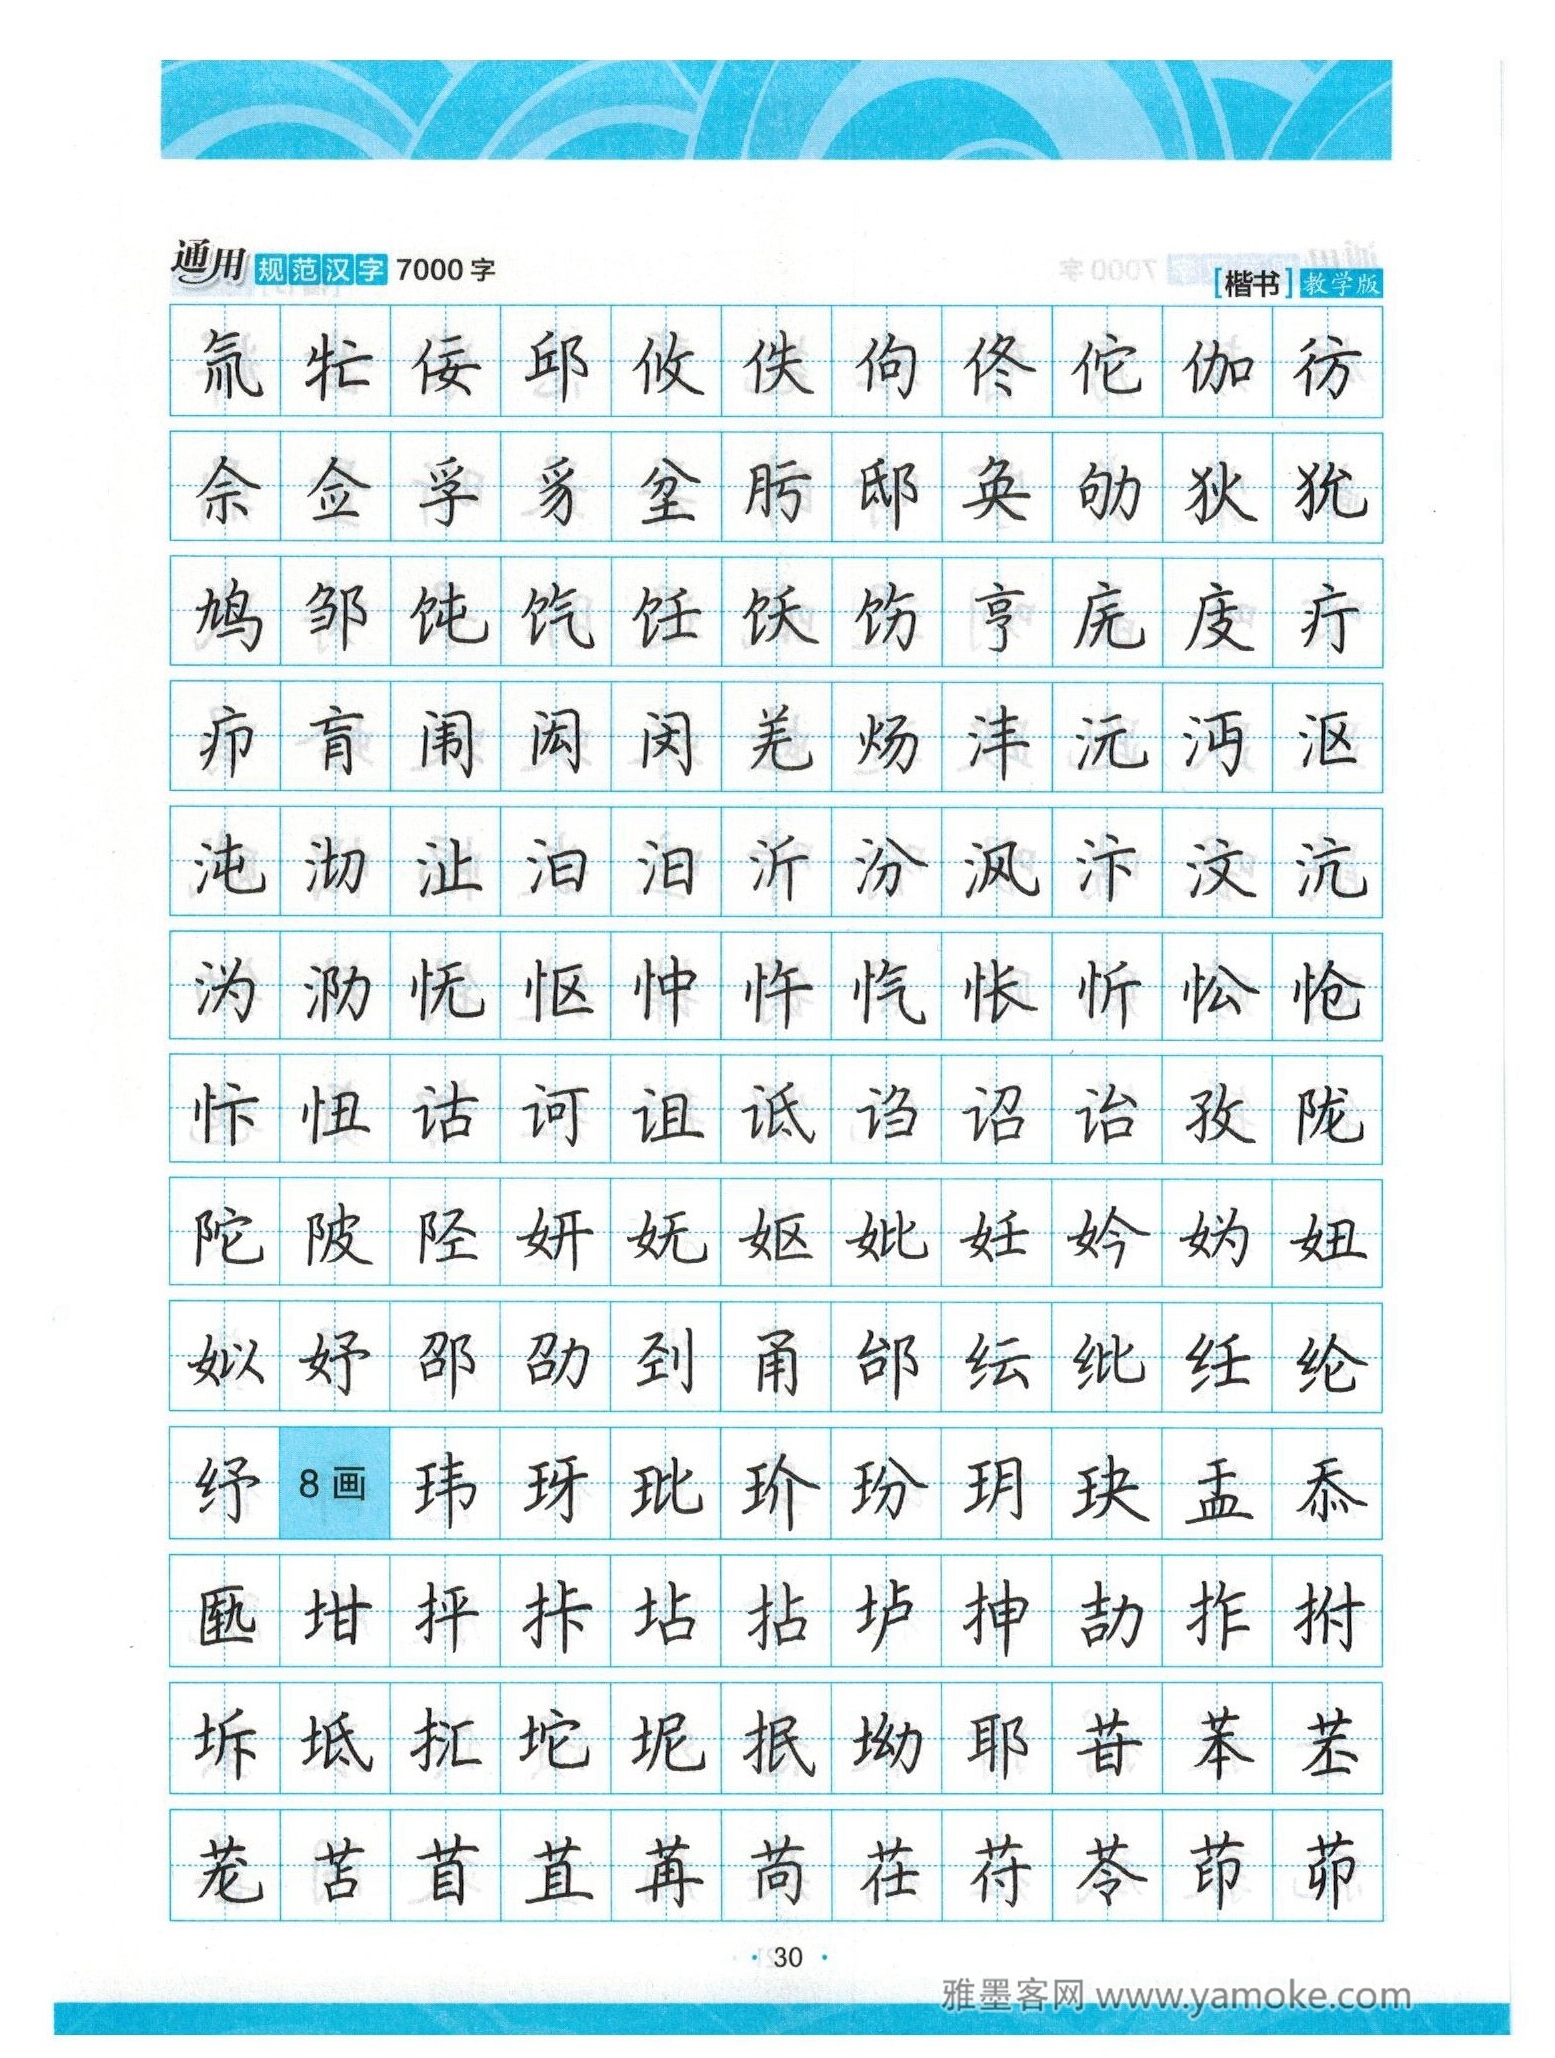 通用规范汉字7000字
[楷书]教学版
氚 牤 佞 邱 攸 佚 佝 佟 佗 伽 彷
佘 佥 孚 豸 坌 肟 邸 奂 劬 狄 狁
鸠 邹 饨 饩 饪 饫 饬 亨 庑 庋 疔
疖 肓 闱 闳 闵 羌 炀 沣 沅 沔 沤
沌 沏 沚 汩 汨 沂 汾 沨 汴 汶 沆
沩 泐 怃 怄 忡 忤 忾 怅 忻 忪 怆
忭 忸 诂 诃 诅 诋 诌 诏 诒 孜 陇
陀 陂 陉 妍 妩 妪 妣 妊 妗 妫 妞
姒 妤 邵 劭 刭 甬 邰 纭 纰 纴 纶
纾 8画 玮 玡 玭 玠 玢 玥 玦 盂 忝
匦 坩 抨 拤 坫 拈 垆 抻 劼 拃 拊
坼 坻 㧟 坨 坭 抿 坳 耶 苷 苯 苤
茏 苫 苜 苴 苒 苘 茌 苻 苓 茚 茆
·30·
雅墨客网 www.yamoke.com